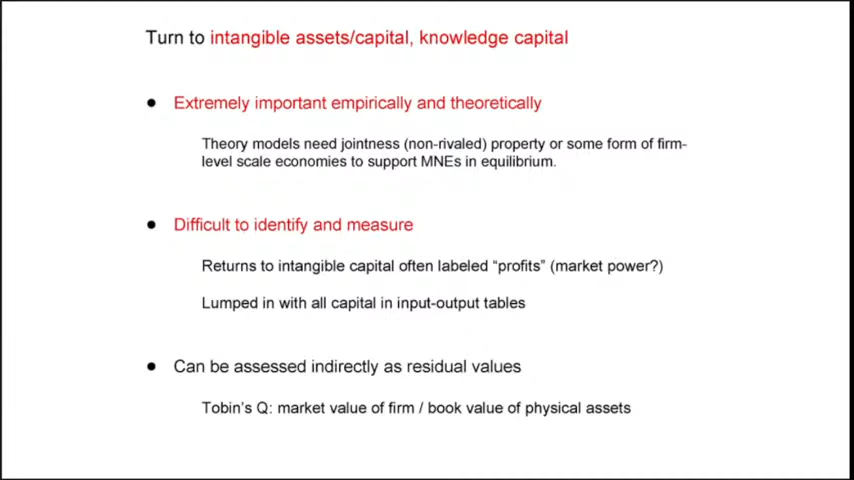 Turn to intangible assets/capital, knowledge capital
● Extremely important empirically and theoretically
Theory models need jointness (non-rivaled) property or some form of firm-
level scale economies to support MNEs in equilibrium.
● Difficult to identify and measure
Returns to intangible capital often labeled “profits” (market power?)
Lumped in with all capital in input-output tables
● Can be assessed indirectly as residual values
Tobin’s Q: market value of firm / book value of physical assets